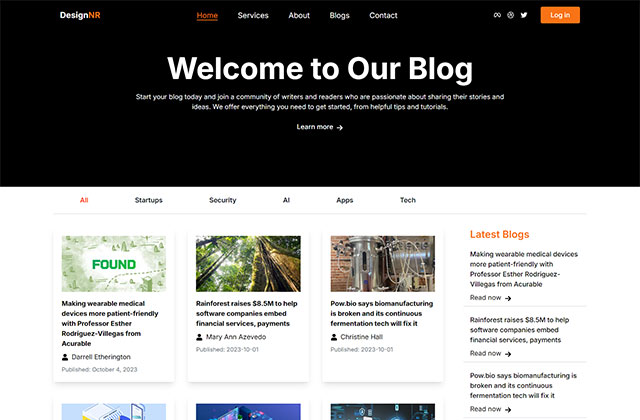 DesignNR
Home Services About Blogs Contact
Log in
Welcome to Our Blog
Start your blog today and join a community of writers and readers who are passionate about sharing their stories and
ideas. We offer everything you need to get started, from helpful tips and tutorials.
Learn more
All Startups Security AI Apps Tech
FOUND
Making wearable medical
devices more patient-friendly
with Professor Esther
Rodriguez-Villegas from
Acurable
Darrell Etherington
Published: October 4, 2023
Rainforest raises $8.5M to help
software companies embed
financial services, payments
Mary Ann Azevedo
Published: 2023-10-01
Pow.bio says biomanufacturing
is broken and its continuous
fermentation tech will fix it
Christine Hall
Published: 2023-10-01
Latest Blogs
Making wearable medical devices
more patient-friendly with
Professor Esther Rodriguez-
Villegas from Acurable
Read now
Rainforest raises $8.5M to help
software companies embed
financial services, payments
Read now
Pow.bio says biomanufacturing is
broken and its continuous
fermentation tech will fix it
Read now